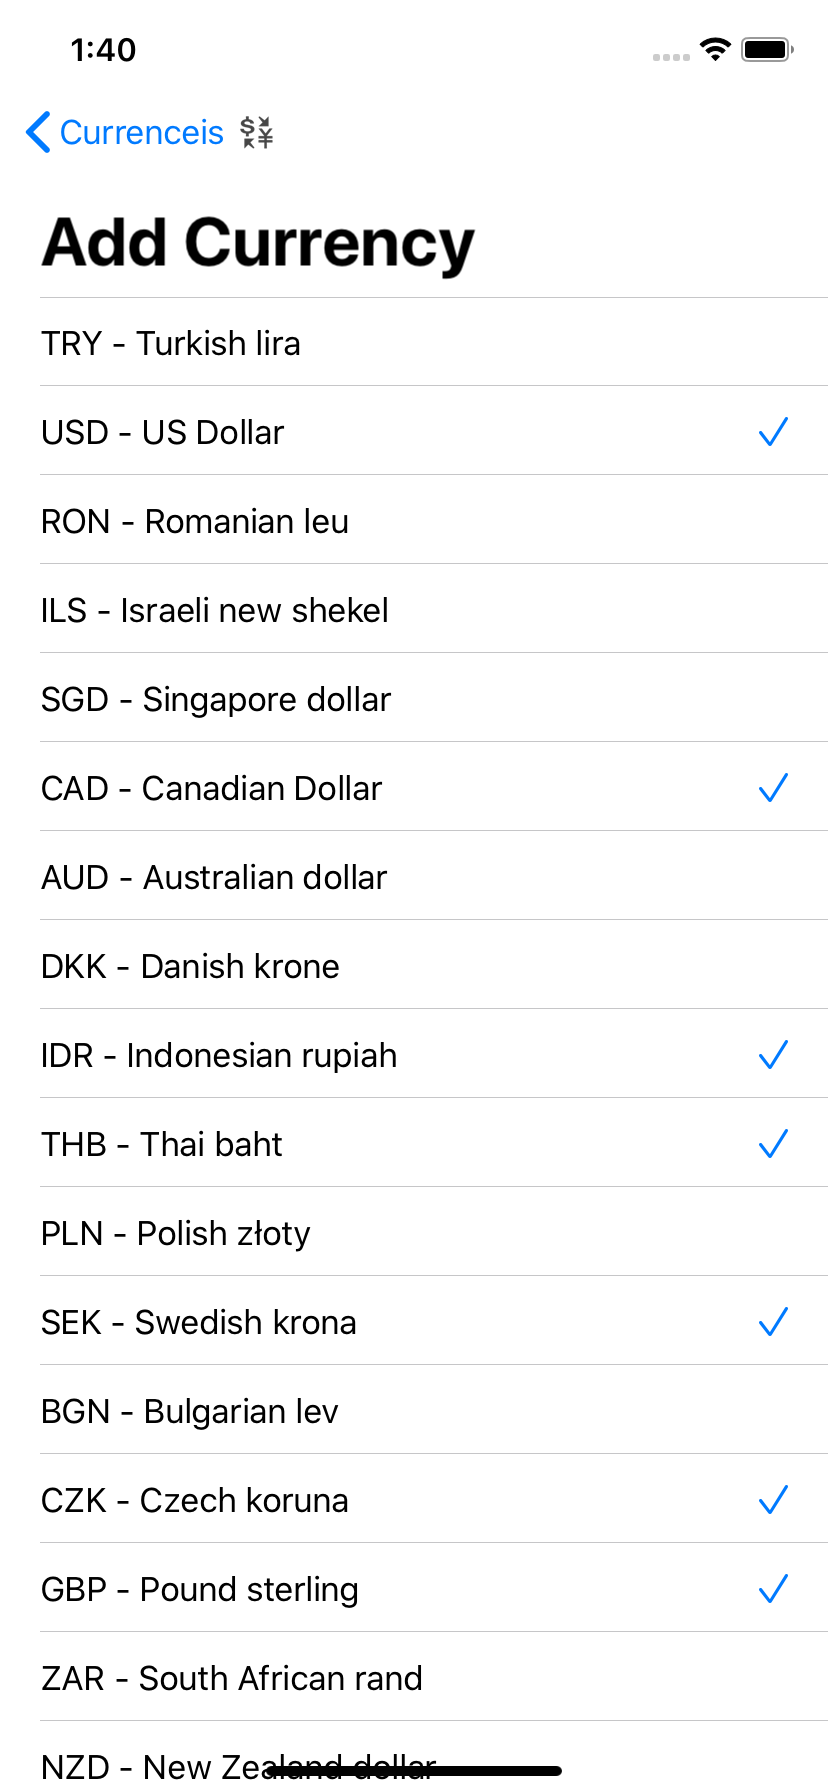 1:40
Currenceis
Add Currency
TRY - Turkish lira
USD - US Dollar
RON - Romanian leu
ILS - Israeli new shekel
SGD - Singapore dollar
CAD - Canadian Dollar
AUD - Australian dollar
DKK - Danish krone
IDR - Indonesian rupiah
THB - Thai baht
PLN - Polish złoty
SEK - Swedish krona
BGN - Bulgarian lev
CZK - Czech koruna
GBP - Pound sterling
ZAR - South African rand
NZD - New Zealand dollar